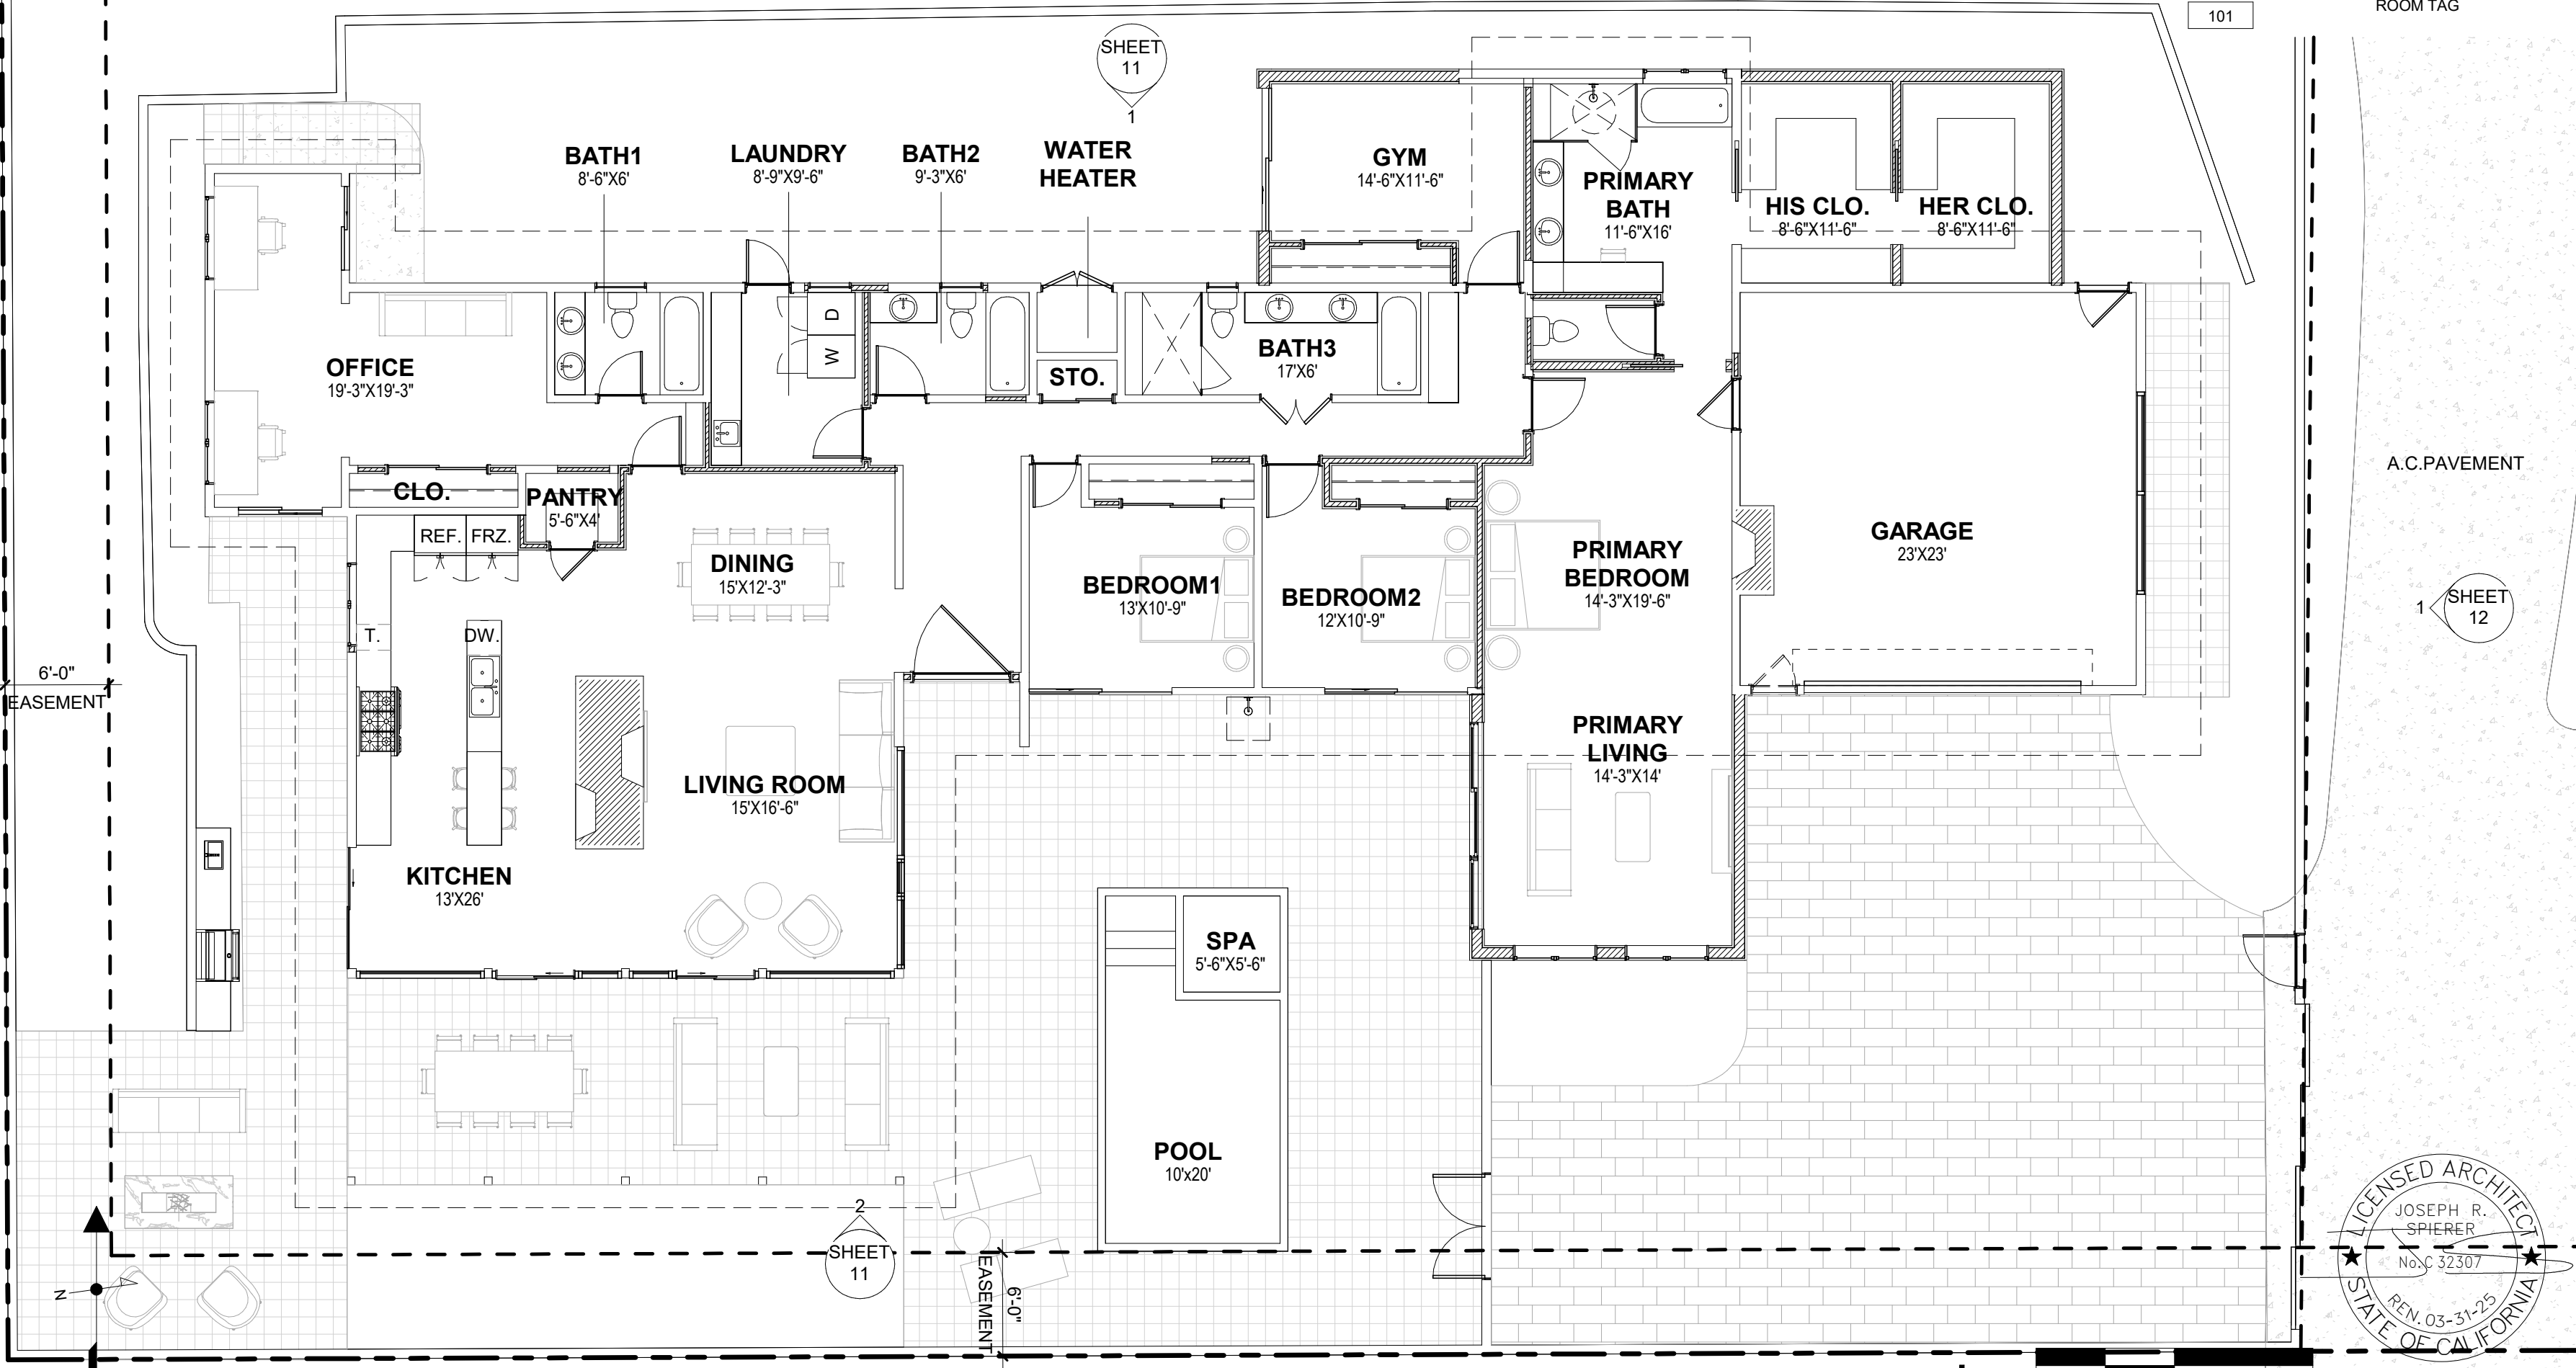 ROOM TAG
101
SHEET
11
1
BATH1
8'-6"X6'
LAUNDRY
8'-9"X9'-6"
BATH2
9'-3"X6'
WATER
HEATER
GYM
14'-6"X11'-6"
PRIMARY
BATH
11'-6"X16'
HIS CLO.
8'-6"X11'-6"
HER CLO.
8'-6"X11'-6"
D
W
OFFICE
19'-3"X19'-3"
STO.
BATH3
17'X6'
CLO.
PANTRY
5'-6"X4'
REF.
FRZ.
DINING
15'X12'-3"
BEDROOM1
13'X10'-9"
BEDROOM2
12'X10'-9"
PRIMARY
BEDROOM
14'-3"X19'-6"
GARAGE
23'X23'
A.C.PAVEMENT
1
SHEET
12
T.
DW.
6'-0"
EASEMENT
LIVING ROOM
15'X16'-6"
PRIMARY
LIVING
14'-3"X14'
KITCHEN
13'X26'
SPA
5'-6"X5'-6"
POOL
10'x20'
2
SHEET
11
6'-0"
EASEMENT
N
LICENSED ARCHITECT
JOSEPH R.
SPIERER
No. C 32307
REN. 03-31-25
STATE OF CALIFORNIA